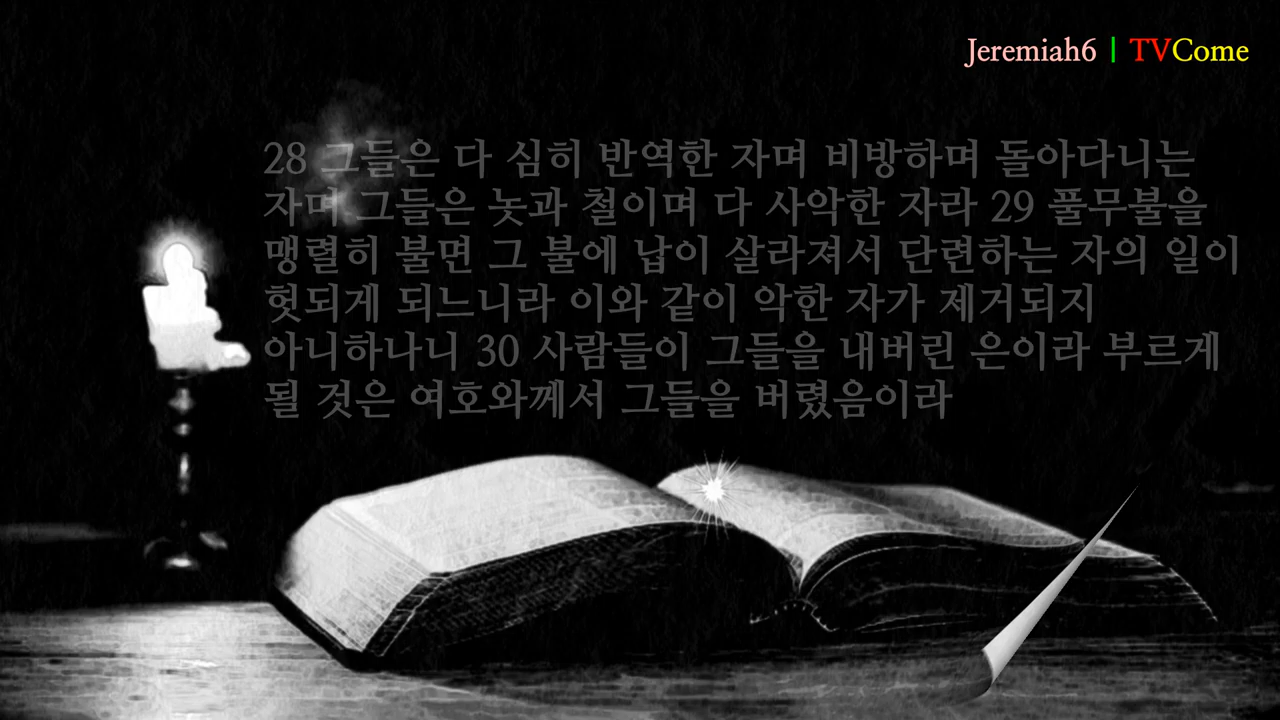 Jeremiah6 | TVCome
28 그들은 다 심히 반역한 자며 비방하며 돌아다니는
자며 그들은 놋과 철이며 다 사악한 자라 29 풀무불을
맹렬히 불면 그 불에 납이 살라져서 단련하는 자의 일이
헛되게 되느니라 이와 같이 악한 자가 제거되지
아니하나니 30 사람들이 그들을 내버린 은이라 부르게
될 것은 여호와께서 그들을 버렸음이라